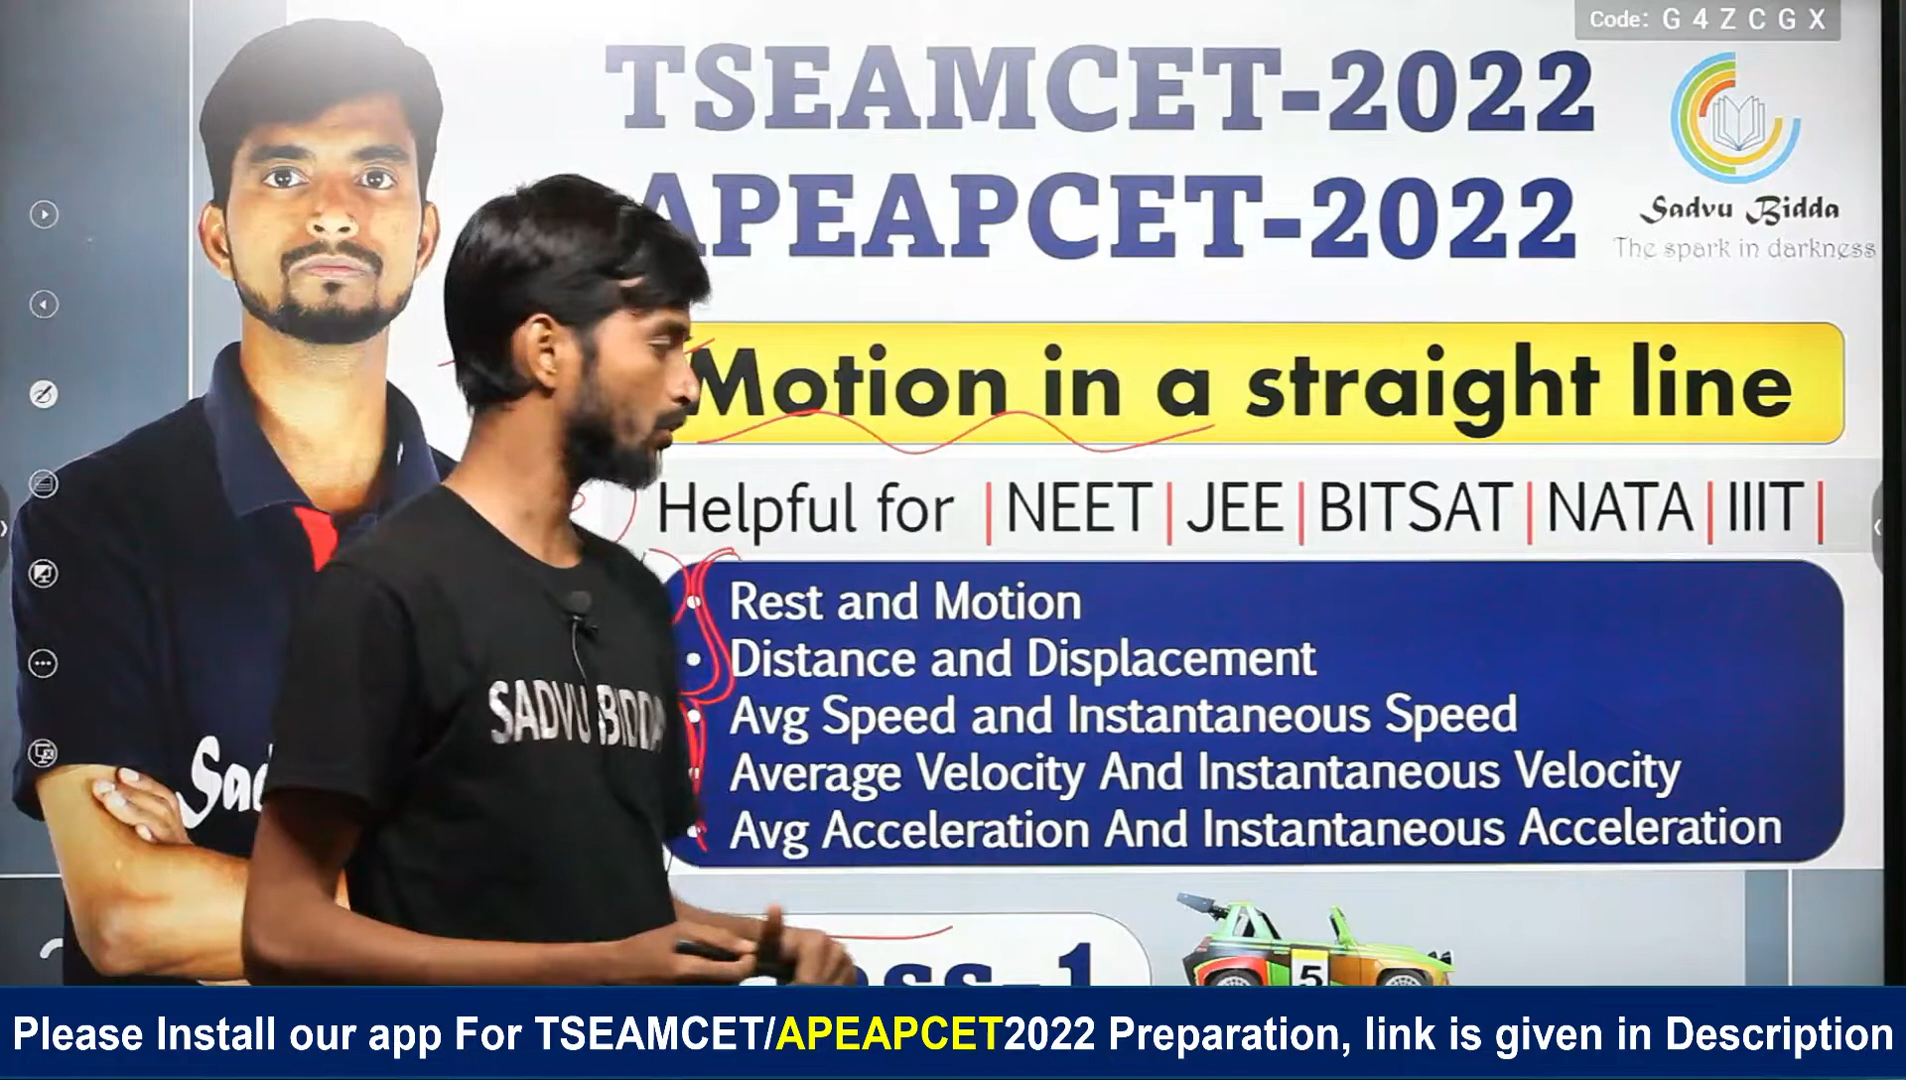 Code: G 4 Z C G X
TSEAMCET-2022
APEAPCET-2022
Sadvu Bidda
The spark in darkness
Motion in a straight line
Helpful for |NEET|JEE|BITSAT|NATA|IIIT|
• Rest and Motion
• Distance and Displacement
• Avg Speed and Instantaneous Speed
• Average Velocity And Instantaneous Velocity
• Avg Acceleration And Instantaneous Acceleration
SADVU BIDDA
Sad
5
Please Install our app For TSEAMCET/APEAPCET2022 Preparation, link is given in Description